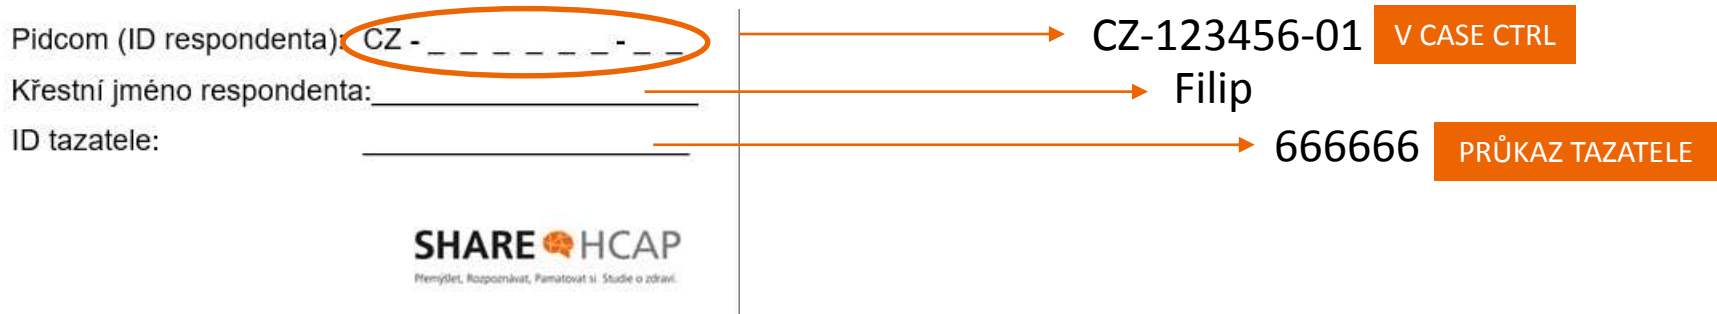 Pidcom (ID respondenta): CZ - _ _ _ _ _ _ - _ _
CZ-123456-01
V CASE CTRL
Křestní jméno respondenta:
Filip
ID tazatele:
666666
PRŮKAZ TAZATELE
SHARE HCAP
Přemýšlet, Rozpoznávat, Pamatovat si. Studie o zdraví.